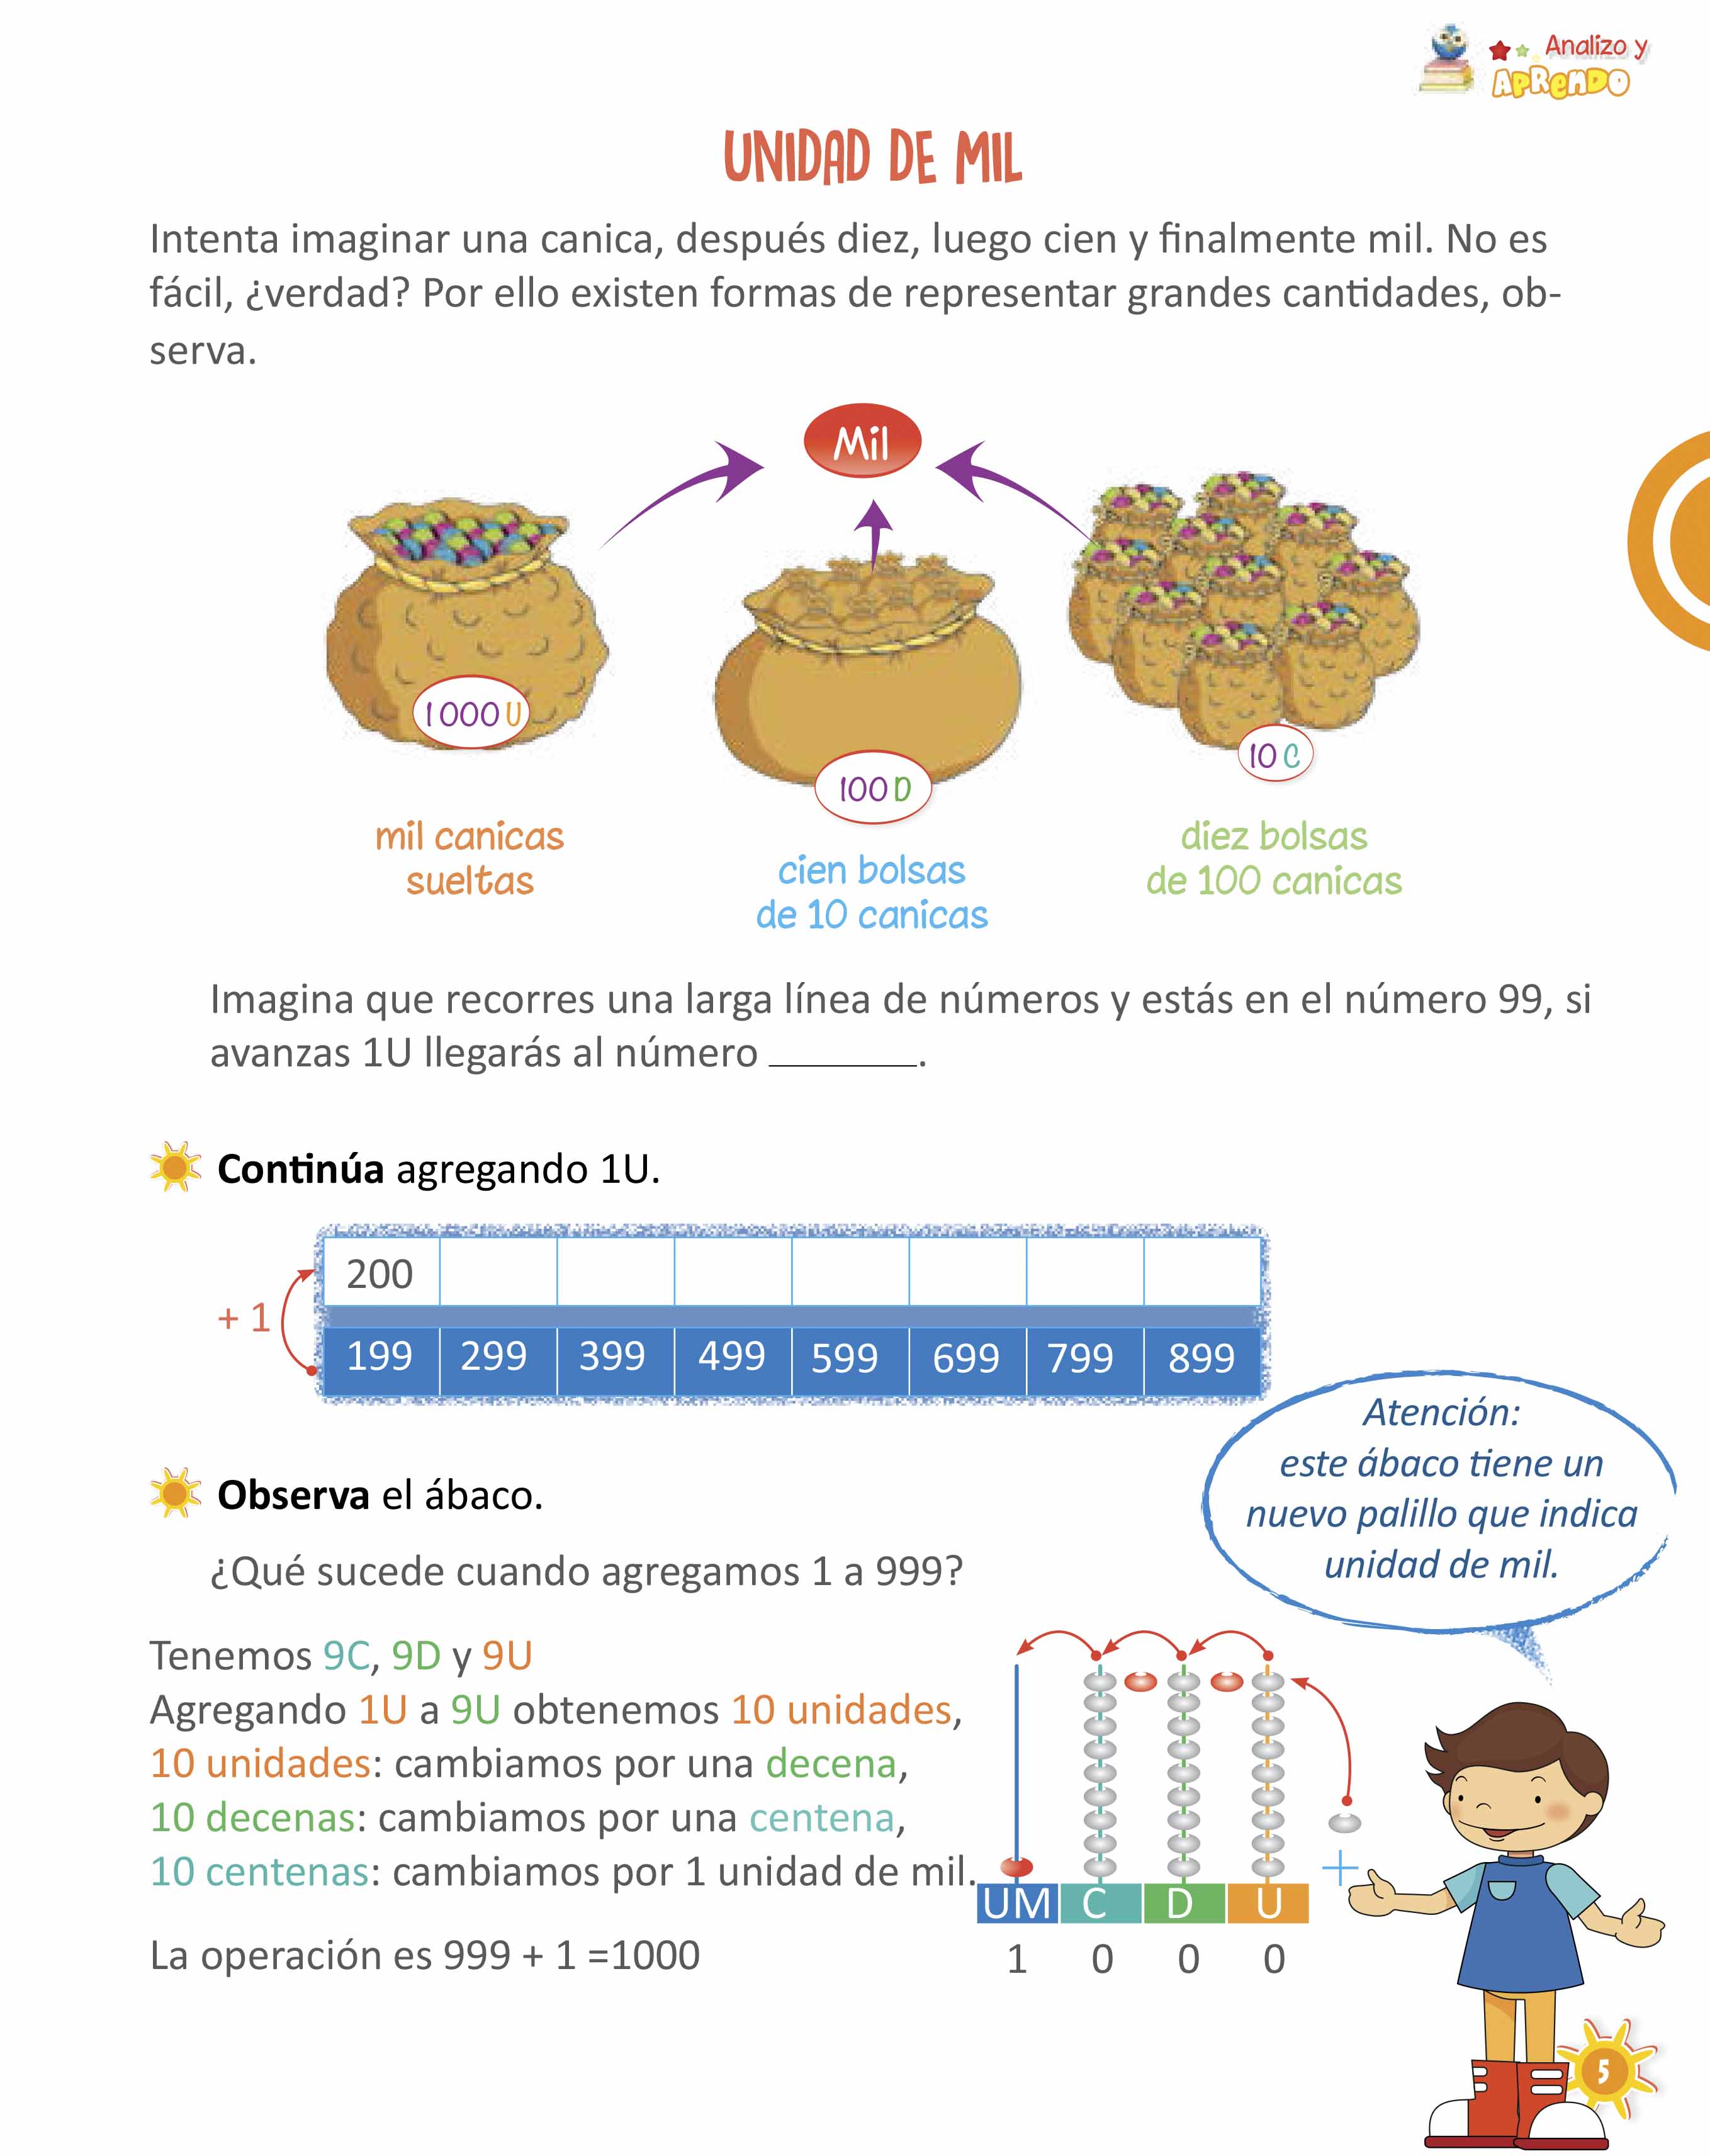 Analizo y
APRENDO
UNIDAD DE MIL
Intenta imaginar una canica, después diez, luego cien y finalmente mil. No es
fácil, ¿verdad? Por ello existen formas de representar grandes cantidades, ob-
serva.
Mil
1000 U
100 D
10 C
mil canicas
sueltas
cien bolsas
de 10 canicas
diez bolsas
de 100 canicas
Imagina que recorres una larga línea de números y estás en el número 99, si
avanzas 1U llegarás al número ________.
Continúa agregando 1U.
200
+ 1
199 299 399 499 599 699 799 899
Atención:
este ábaco tiene un
nuevo palillo que indica
unidad de mil.
Observa el ábaco.
¿Qué sucede cuando agregamos 1 a 999?
Tenemos 9C, 9D y 9U
Agregando 1U a 9U obtenemos 10 unidades,
10 unidades: cambiamos por una decena,
10 decenas: cambiamos por una centena,
10 centenas: cambiamos por 1 unidad de mil.
La operación es 999 + 1 =1000
+
UM C D U
1 0 0 0
5